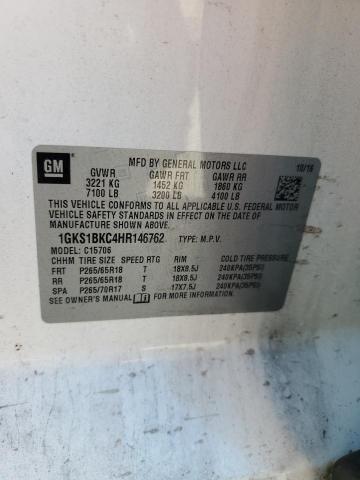 GM
MFD BY GENERAL MOTORS LLC 10/16
GVWR GAWR FRT GAWR RR
3221 KG 1452 KG 1860 KG
7100 LB 3200 LB 4100 LB
THIS VEHICLE CONFORMS TO ALL APPLICABLE U.S. FEDERAL MOTOR
VEHICLE SAFETY AND THEFT PREVENTION STANDARDS IN EFFECT ON THE DATE OF
MANUFACTURE SHOWN ABOVE.
1GKS1BKC4HR146762 TYPE: M.P.V.
MODEL: C15706
CHHM TIRE SIZE SPEED RTG RIM COLD TIRE PRESSURE
FRT P265/65R18 T 18X8.5J 240KPA(35PSI)
RR P265/65R18 T 18X8.5J 240KPA(35PSI)
SPA P265/70R17 S 17X7.5J 240KPA(35PSI)
SEE OWNER'S MANUAL FOR MORE INFORMATION.